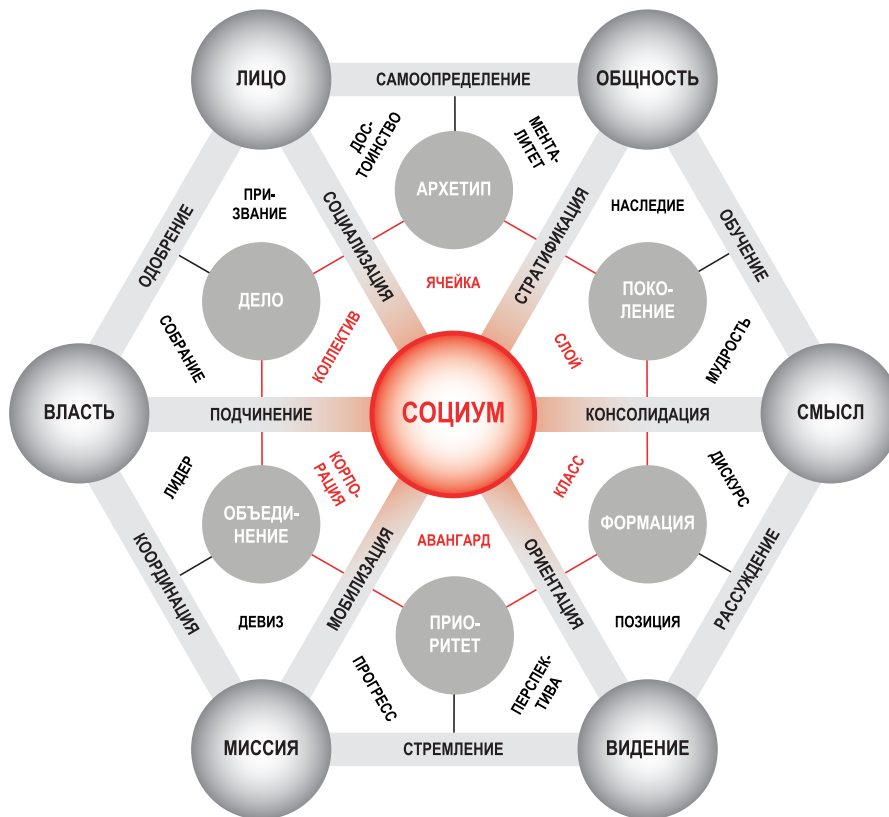 ЛИЦО
САМООПРЕДЕЛЕНИЕ
ОБЩНОСТЬ
ДОС-
ТОИНСТВО
МЕНТА-
ЛИТЕТ
АРХЕТИП
ПРИ-
ЗВАНИЕ
НАСЛЕДИЕ
ОДОБРЕНИЕ
СОЦИАЛИЗАЦИЯ
СТРАТИФИКАЦИЯ
ОБУЧЕНИЕ
ДЕЛО
ЯЧЕЙКА
ПОКО-
ЛЕНИЕ
СОБРАНИЕ
КОЛЛЕКТИВ
СЛОЙ
МУДРОСТЬ
ВЛАСТЬ
ПОДЧИНЕНИЕ
СОЦИУМ
КОНСОЛИДАЦИЯ
СМЫСЛ
ЛИДЕР
КОРПО-
РАЦИЯ
КЛАСС
ДИСКУРС
ОБЪЕДИ-
НЕНИЕ
АВАНГАРД
ФОРМАЦИЯ
КООРДИНАЦИЯ
МОБИЛИЗАЦИЯ
ОРИЕНТАЦИЯ
РАССУЖДЕНИЕ
ДЕВИЗ
ПРИО-
РИТЕТ
ПОЗИЦИЯ
ПРОГРЕСС
ПЕРСПЕК-
ТИВА
МИССИЯ
СТРЕМЛЕНИЕ
ВИДЕНИЕ